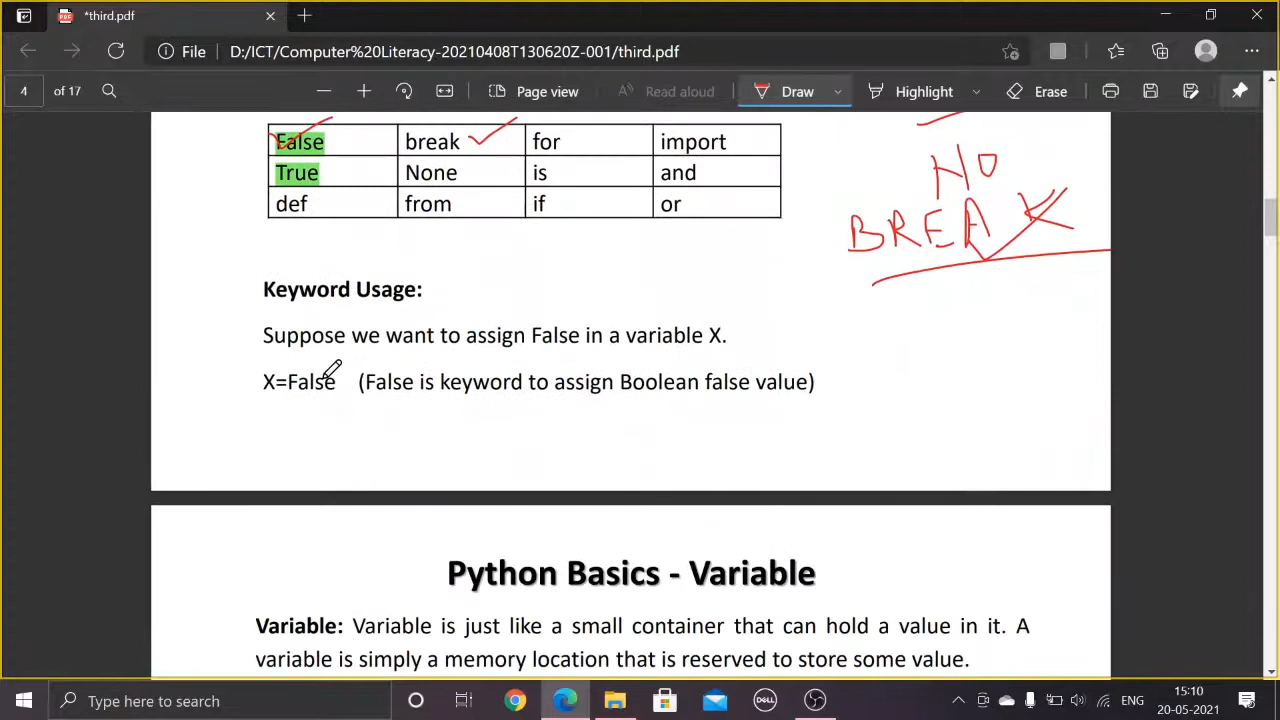 *third.pdf
File
D:/ICT/Computer%20Literacy-20210408T130620Z-001/third.pdf
4 of 17
Page view
Read aloud
Draw
Highlight
Erase
False break for import
True None is and
def from if or
NO
BREAK
Keyword Usage:
Suppose we want to assign False in a variable X.
X=False (False is keyword to assign Boolean false value)
Python Basics - Variable
Variable: Variable is just like a small container that can hold a value in it. A
variable is simply a memory location that is reserved to store some value.
Type here to search
DELL
ENG
15:10
20-05-2021